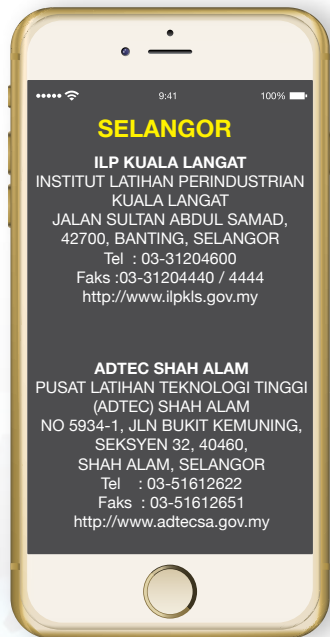 9:41
100%
SELANGOR
ILP KUALA LANGAT
INSTITUT LATIHAN PERINDUSTRIAN
KUALA LANGAT
JALAN SULTAN ABDUL SAMAD,
42700, BANTING, SELANGOR
Tel : 03-31204600
Faks :03-31204440 / 4444
http://www.ilpkls.gov.my
ADTEC SHAH ALAM
PUSAT LATIHAN TEKNOLOGI TINGGI
(ADTEC) SHAH ALAM
NO 5934-1, JLN BUKIT KEMUNING,
SEKSYEN 32, 40460,
SHAH ALAM, SELANGOR
Tel : 03-51612622
Faks : 03-51612651
http://www.adtecsa.gov.my